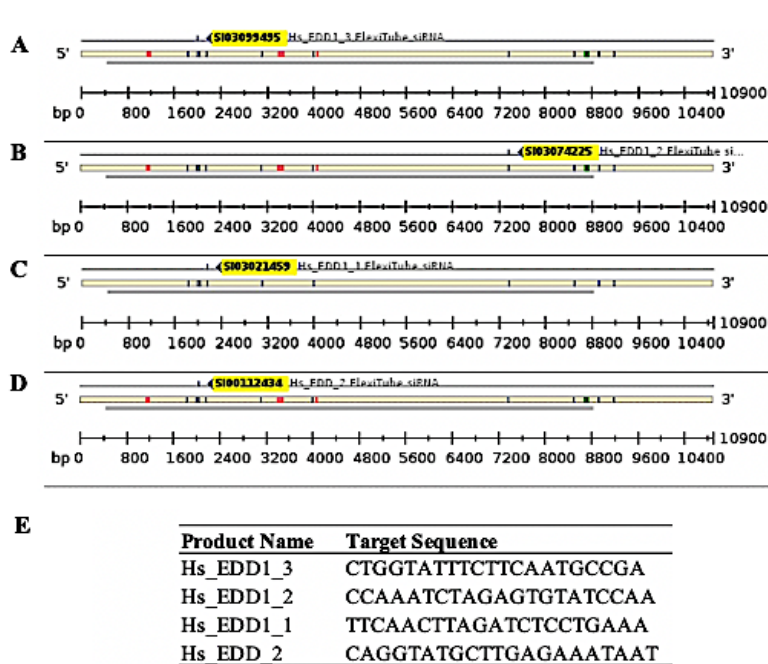 A
SI03099495 Hs_EDD1_3 FlexiTube siRNA
5' 3'
10900
bp 0 800 1600 2400 3200 4000 4800 5600 6400 7200 8000 8800 9600 10400
B
SI03074225 Hs_EDD1_2 FlexiTube si...
5' 3'
10900
bp 0 800 1600 2400 3200 4000 4800 5600 6400 7200 8000 8800 9600 10400
C
SI03021459 Hs_EDD1_1 FlexiTube siRNA
5' 3'
10900
bp 0 800 1600 2400 3200 4000 4800 5600 6400 7200 8000 8800 9600 10400
D
SI00112434 Hs_EDD_2 FlexiTube siRNA
5' 3'
10900
bp 0 800 1600 2400 3200 4000 4800 5600 6400 7200 8000 8800 9600 10400
E
Product Name Target Sequence
Hs_EDD1_3 CTGGTATTTCTTCAATGCCGA
Hs_EDD1_2 CCAAATCTAGAGTGTATCCAA
Hs_EDD1_1 TTCAACTTAGATCTCCTGAAA
Hs_EDD_2 CAGGTATGCTTGAGAAATAAT